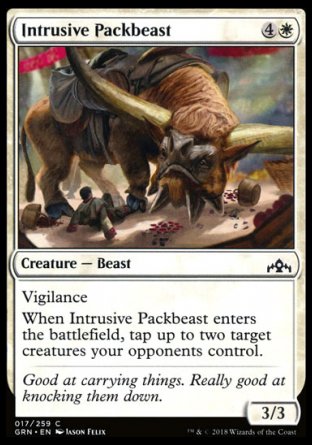 Intrusive Packbeast 4
Creature — Beast
Vigilance
When Intrusive Packbeast enters
the battlefield, tap up to two target
creatures your opponents control.
Good at carrying things. Really good at
knocking them down.
3/3
017/259 C
GRN • EN Jason Felix
™ & © 2018 Wizards of the Coast